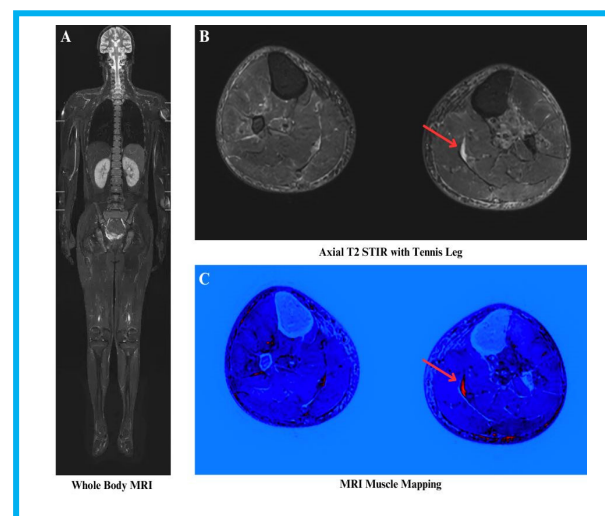 A
B
Axial T2 STIR with Tennis Leg
C
Whole Body MRI
MRI Muscle Mapping